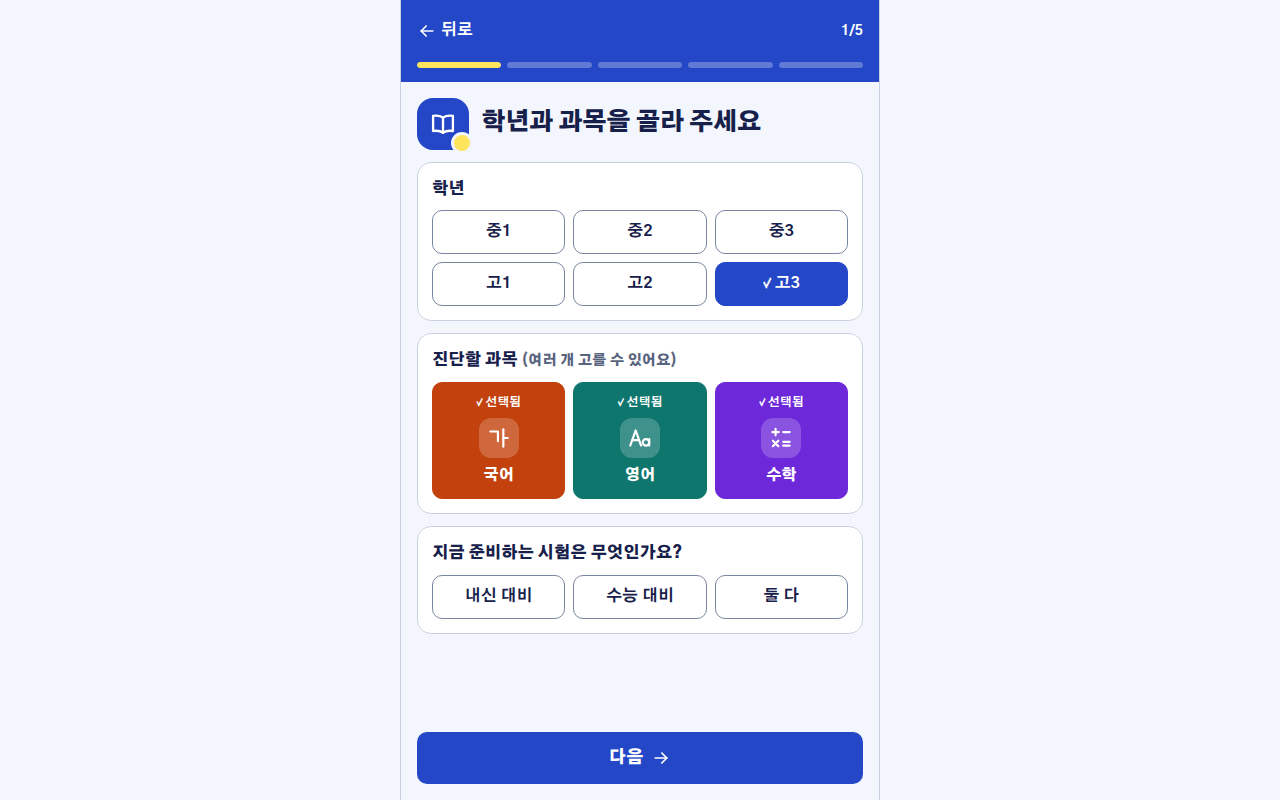 ← 뒤로
1/5
학년과 과목을 골라 주세요
학년
중1 중2 중3
고1 고2 ✓고3
진단할 과목 (여러 개 고를 수 있어요)
✓선택됨 ✓선택됨 ✓선택됨
가 Aa
국어 영어 수학
지금 준비하는 시험은 무엇인가요?
내신 대비 수능 대비 둘 다
다음 →